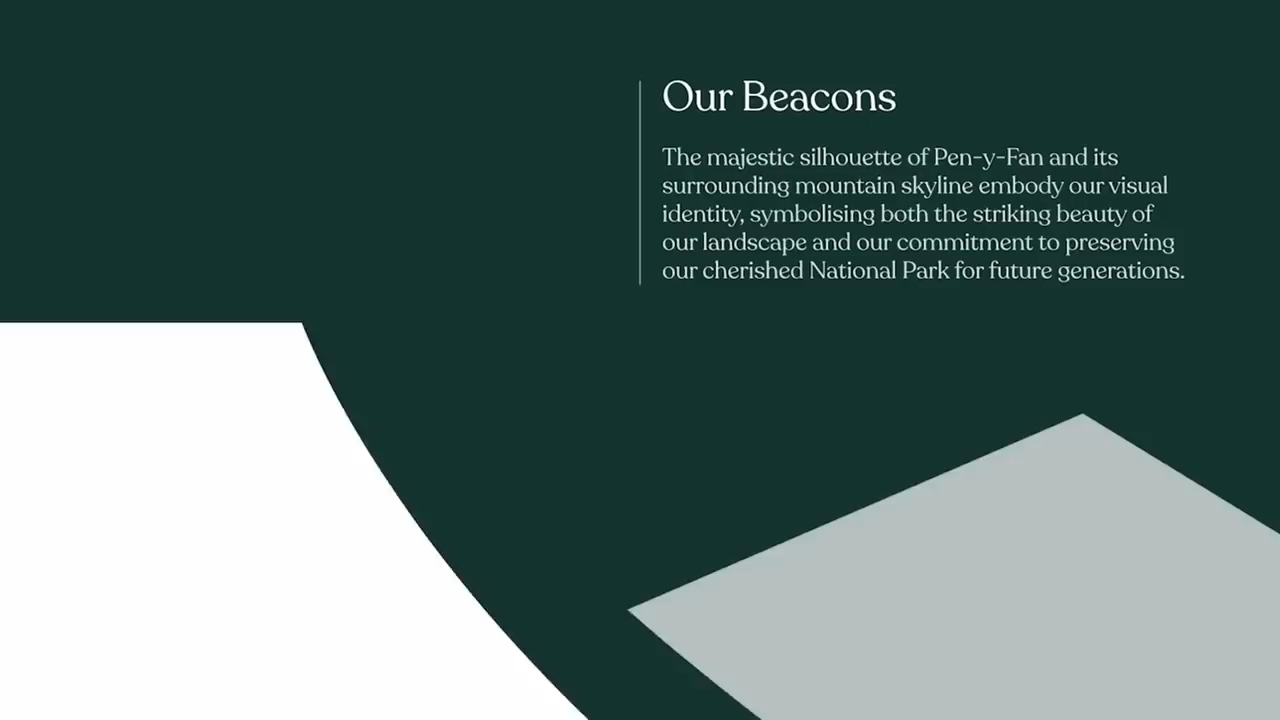 Our Beacons
The majestic silhouette of Pen-y-Fan and its
surrounding mountain skyline embody our visual
identity, symbolising both the striking beauty of
our landscape and our commitment to preserving
our cherished National Park for future generations.